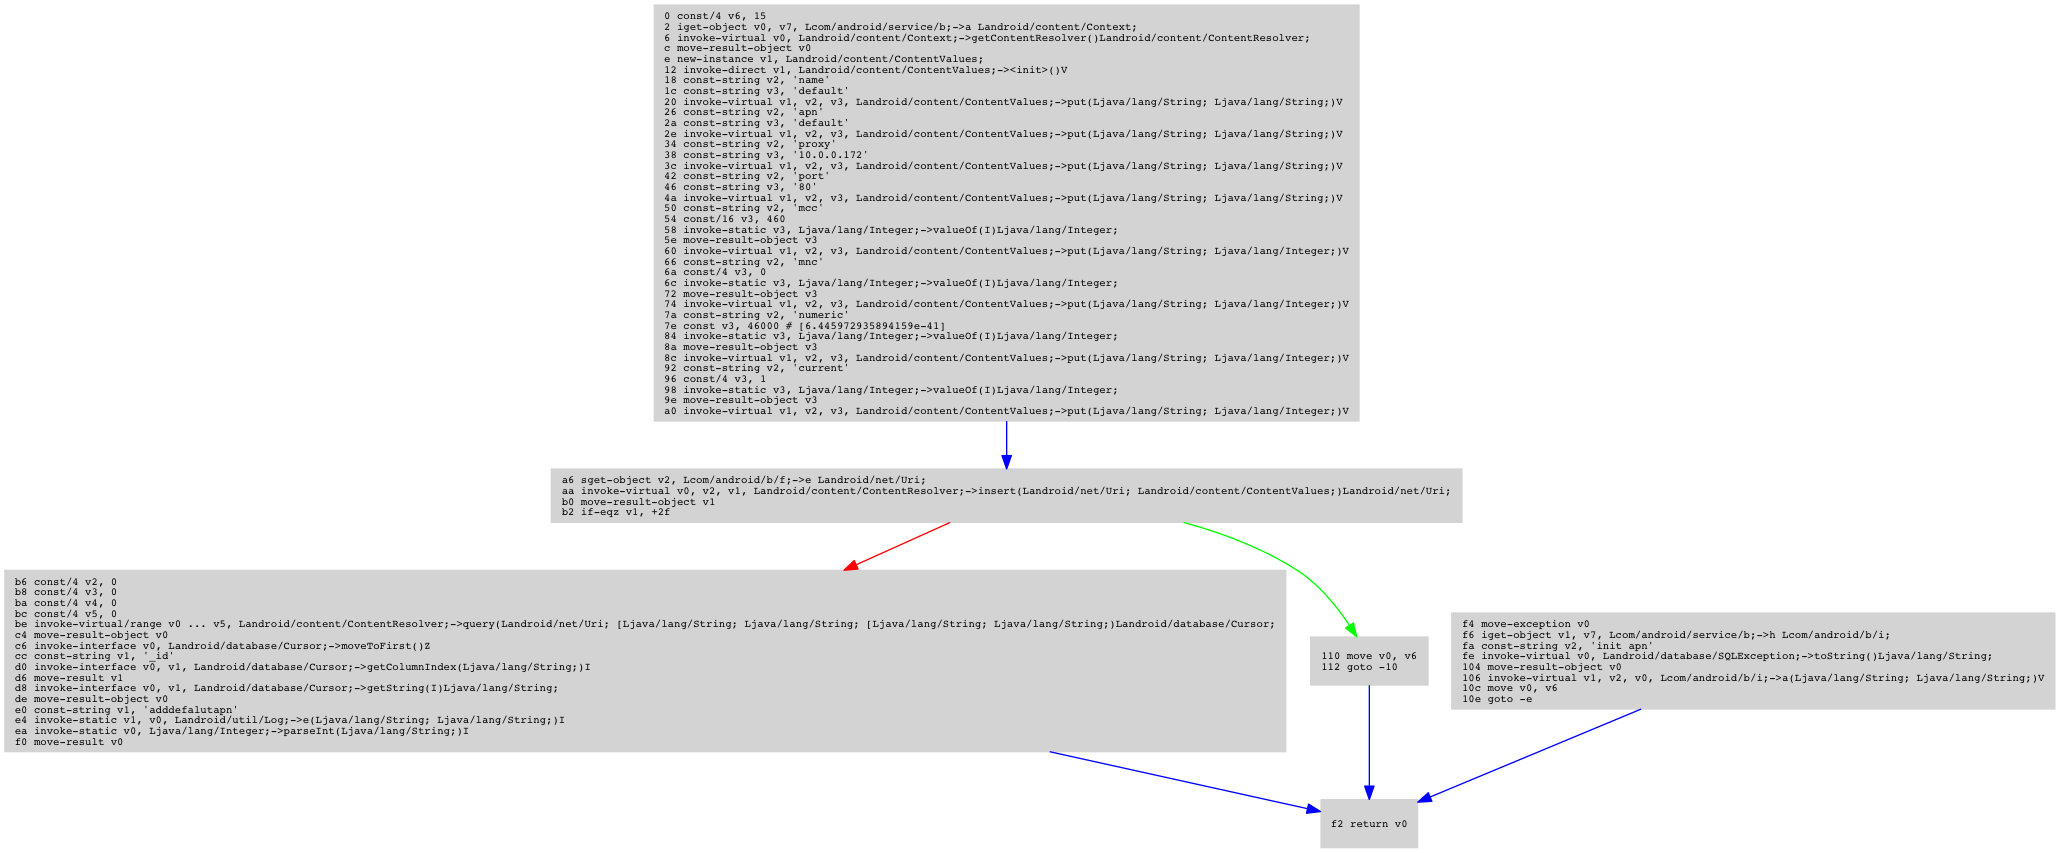 0 const/4 v6, 15
2 iget-object v0, v7, Lcom/android/service/b;->a Landroid/content/Context;
6 invoke-virtual v0, Landroid/content/Context;->getContentResolver()Landroid/content/ContentResolver;
c move-result-object v0
e new-instance v1, Landroid/content/ContentValues;
12 invoke-direct v1, Landroid/content/ContentValues;-><init>()V
18 const-string v2, 'name'
1c const-string v3, 'default'
20 invoke-virtual v1, v2, v3, Landroid/content/ContentValues;->put(Ljava/lang/String; Ljava/lang/String;)V
26 const-string v2, 'apn'
2a const-string v3, 'default'
2e invoke-virtual v1, v2, v3, Landroid/content/ContentValues;->put(Ljava/lang/String; Ljava/lang/String;)V
34 const-string v2, 'proxy'
38 const-string v3, '10.0.0.172'
3c invoke-virtual v1, v2, v3, Landroid/content/ContentValues;->put(Ljava/lang/String; Ljava/lang/String;)V
42 const-string v2, 'port'
46 const-string v3, '80'
4a invoke-virtual v1, v2, v3, Landroid/content/ContentValues;->put(Ljava/lang/String; Ljava/lang/String;)V
50 const-string v2, 'mcc'
54 const/16 v3, 460
58 invoke-static v3, Ljava/lang/Integer;->valueOf(I)Ljava/lang/Integer;
5e move-result-object v3
60 invoke-virtual v1, v2, v3, Landroid/content/ContentValues;->put(Ljava/lang/String; Ljava/lang/Integer;)V
66 const-string v2, 'mnc'
6a const/4 v3, 0
6c invoke-static v3, Ljava/lang/Integer;->valueOf(I)Ljava/lang/Integer;
72 move-result-object v3
74 invoke-virtual v1, v2, v3, Landroid/content/ContentValues;->put(Ljava/lang/String; Ljava/lang/Integer;)V
7a const-string v2, 'numeric'
7e const v3, 46000 # [6.445972935894159e-41]
84 invoke-static v3, Ljava/lang/Integer;->valueOf(I)Ljava/lang/Integer;
8a move-result-object v3
8c invoke-virtual v1, v2, v3, Landroid/content/ContentValues;->put(Ljava/lang/String; Ljava/lang/Integer;)V
92 const-string v2, 'current'
96 const/4 v3, 1
98 invoke-static v3, Ljava/lang/Integer;->valueOf(I)Ljava/lang/Integer;
9e move-result-object v3
a0 invoke-virtual v1, v2, v3, Landroid/content/ContentValues;->put(Ljava/lang/String; Ljava/lang/Integer;)V
a6 sget-object v2, Lcom/android/b/f;->e Landroid/net/Uri;
aa invoke-virtual v0, v2, v1, Landroid/content/ContentResolver;->insert(Landroid/net/Uri; Landroid/content/ContentValues;)Landroid/net/Uri;
b0 move-result-object v1
b2 if-eqz v1, +2f
b6 const/4 v2, 0
b8 const/4 v3, 0
ba const/4 v4, 0
bc const/4 v5, 0
be invoke-virtual/range v0 ... v5, Landroid/content/ContentResolver;->query(Landroid/net/Uri; [Ljava/lang/String; Ljava/lang/String; [Ljava/lang/String; Ljava/lang/String;)Landroid/database/Cursor;
c4 move-result-object v0
c6 invoke-interface v0, Landroid/database/Cursor;->moveToFirst()Z
cc const-string v1, '_id'
d0 invoke-interface v0, v1, Landroid/database/Cursor;->getColumnIndex(Ljava/lang/String;)I
d6 move-result v1
d8 invoke-interface v0, v1, Landroid/database/Cursor;->getString(I)Ljava/lang/String;
de move-result-object v0
e0 const-string v1, 'adddefalutapn'
e4 invoke-static v1, v0, Landroid/util/Log;->e(Ljava/lang/String; Ljava/lang/String;)I
ea invoke-static v0, Ljava/lang/Integer;->parseInt(Ljava/lang/String;)I
f0 move-result v0
110 move v0, v6
112 goto -10
f4 move-exception v0
f6 iget-object v1, v7, Lcom/android/service/b;->h Lcom/android/b/i;
fa const-string v2, 'init apn'
fe invoke-virtual v0, Landroid/database/SQLException;->toString()Ljava/lang/String;
104 move-result-object v0
106 invoke-virtual v1, v2, v0, Lcom/android/b/i;->a(Ljava/lang/String; Ljava/lang/String;)V
10c move v0, v6
10e goto -e
f2 return v0